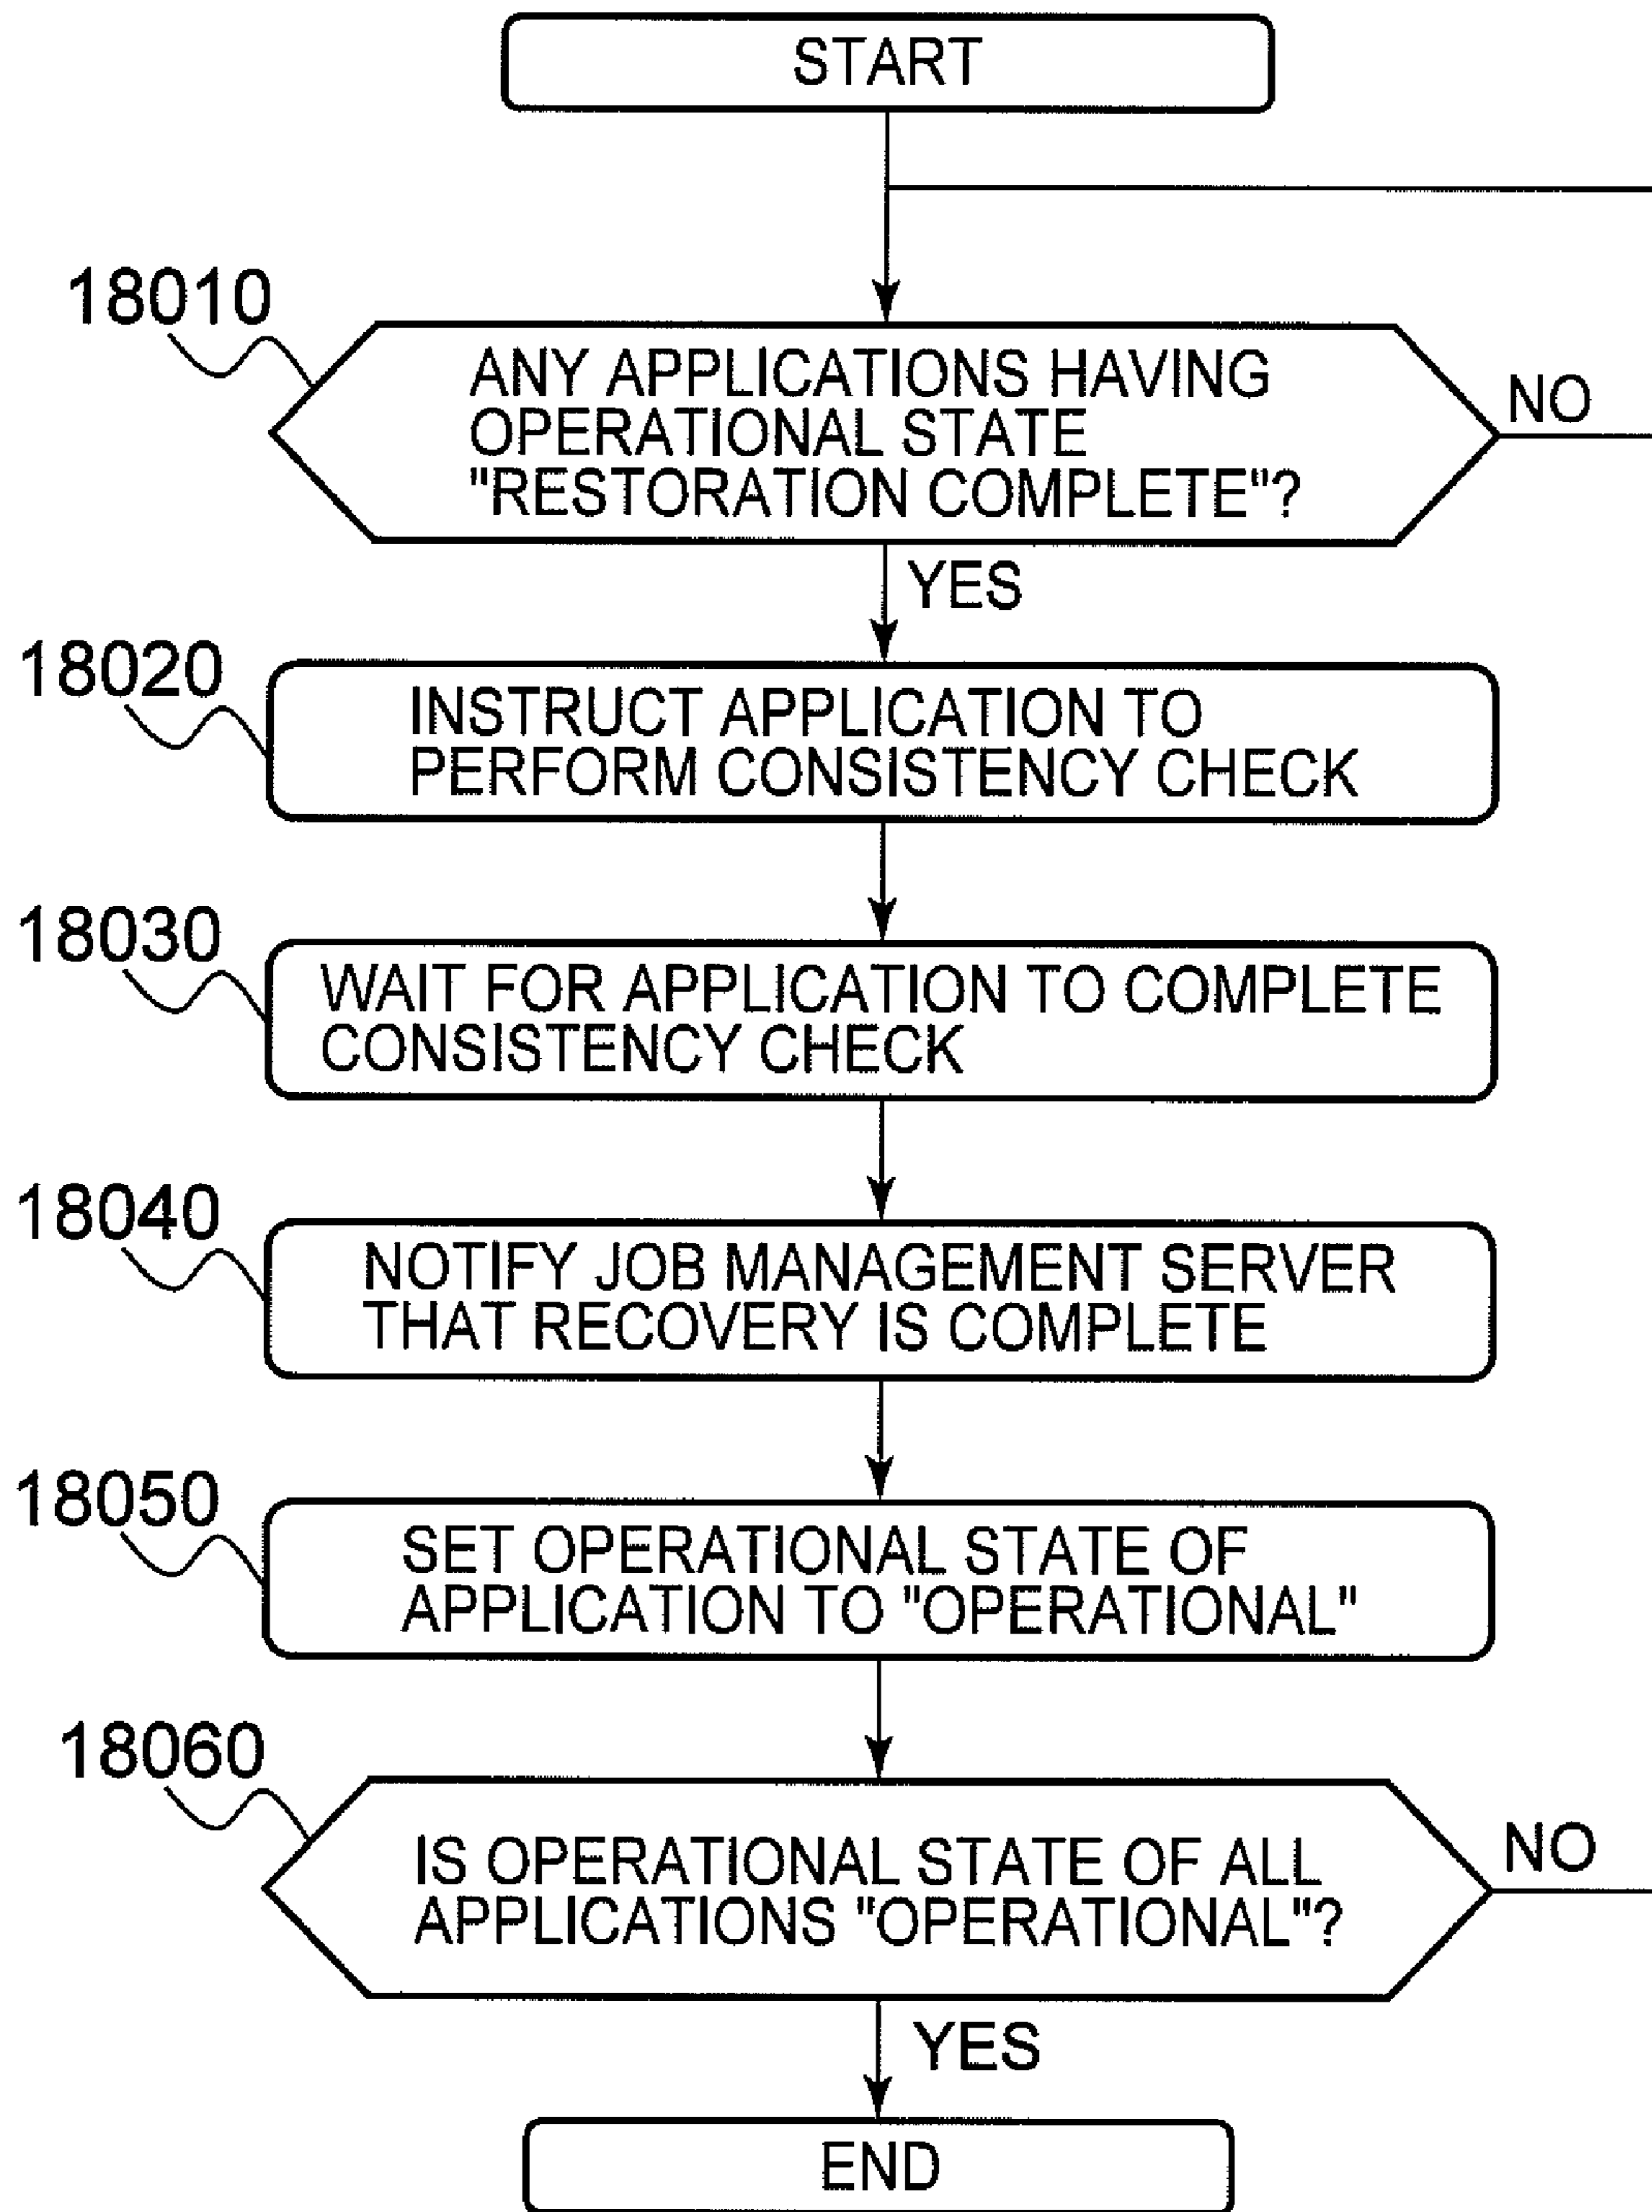 START
18010
ANY APPLICATIONS HAVING
OPERATIONAL STATE
"RESTORATION COMPLETE"?
NO
YES
18020
INSTRUCT APPLICATION TO
PERFORM CONSISTENCY CHECK
18030
WAIT FOR APPLICATION TO COMPLETE
CONSISTENCY CHECK
18040
NOTIFY JOB MANAGEMENT SERVER
THAT RECOVERY IS COMPLETE
18050
SET OPERATIONAL STATE OF
APPLICATION TO "OPERATIONAL"
18060
IS OPERATIONAL STATE OF ALL
APPLICATIONS "OPERATIONAL"?
NO
YES
END